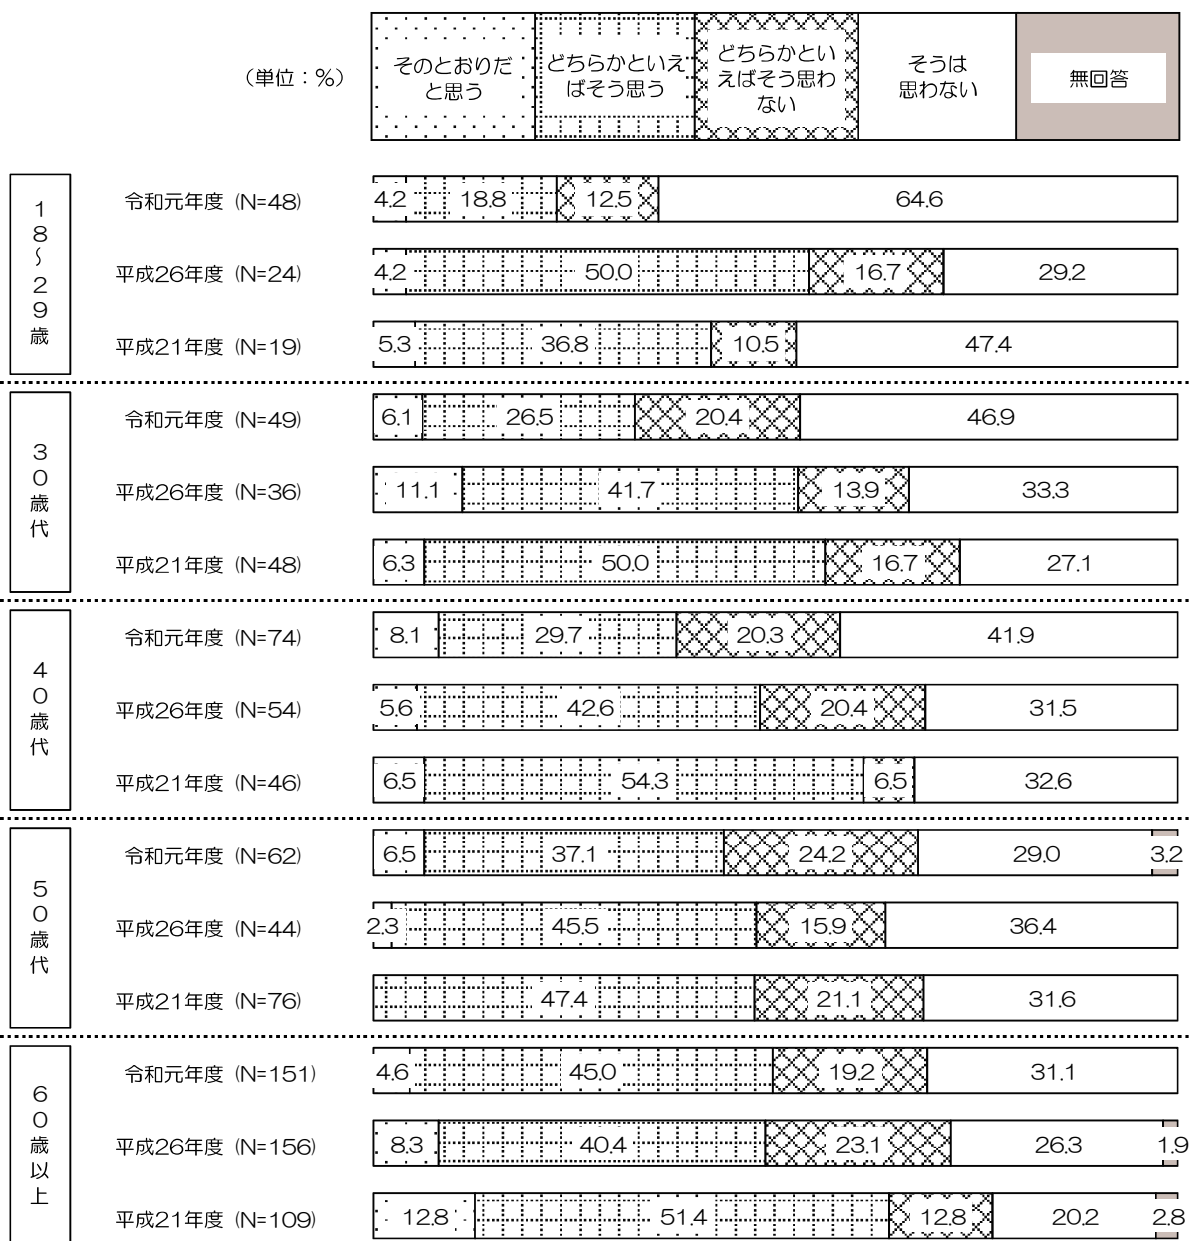 （単位：％）
そのとおりだ
と思う
どちらかといえ
ばそう思う
どちらかとい
えばそう思わ
ない
そうは
思わない
無回答
18～29歳
令和元年度（N=48） 4.2 18.8 12.5 64.6
平成26年度（N=24） 4.2 50.0 16.7 29.2
平成21年度（N=19） 5.3 36.8 10.5 47.4
30歳代
令和元年度（N=49） 6.1 26.5 20.4 46.9
平成26年度（N=36） 11.1 41.7 13.9 33.3
平成21年度（N=48） 6.3 50.0 16.7 27.1
40歳代
令和元年度（N=74） 8.1 29.7 20.3 41.9
平成26年度（N=54） 5.6 42.6 20.4 31.5
平成21年度（N=46） 6.5 54.3 6.5 32.6
50歳代
令和元年度（N=62） 6.5 37.1 24.2 29.0 3.2
平成26年度（N=44） 2.3 45.5 15.9 36.4
平成21年度（N=76） 47.4 21.1 31.6
60歳以上
令和元年度（N=151） 4.6 45.0 19.2 31.1
平成26年度（N=156） 8.3 40.4 23.1 26.3 1.9
平成21年度（N=109） 12.8 51.4 12.8 20.2 2.8